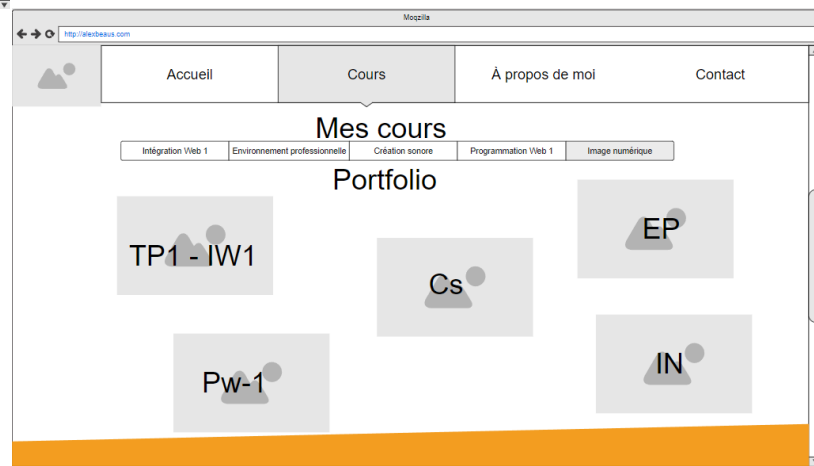 Moqzilla
http://alexbeaus.com
Accueil Cours À propos de moi Contact
Mes cours
Intégration Web 1 Environnement professionnelle Création sonore Programmation Web 1 Image numérique
Portfolio
TP1 - IW1
Cs
EP
Pw-1
IN